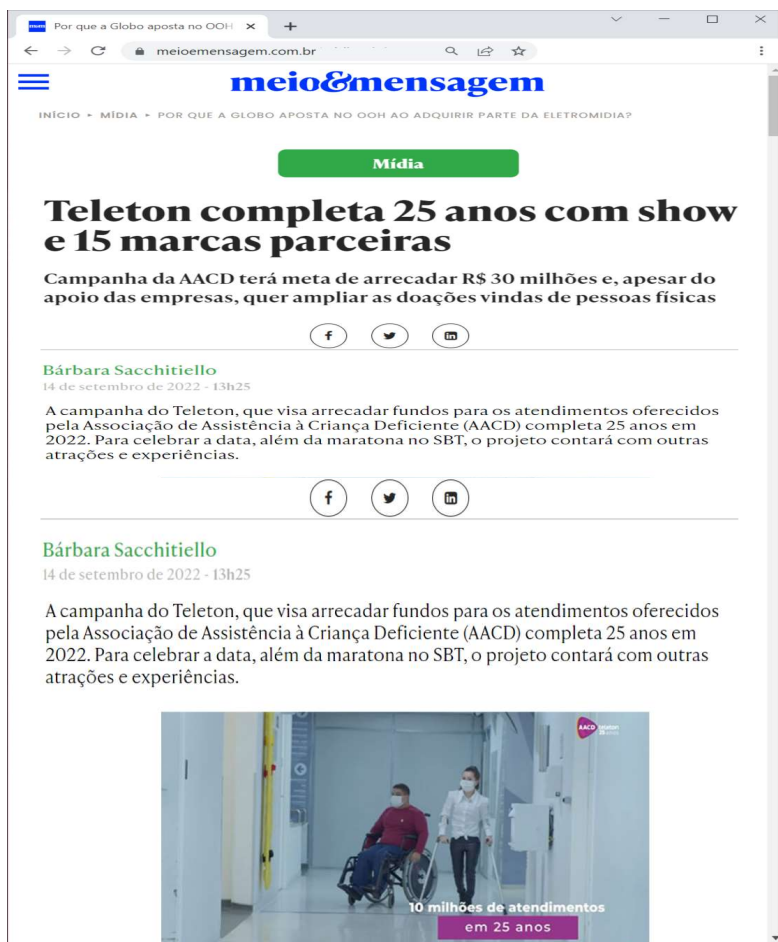 Por que a Globo aposta no OOH
meioemensagem.com.br
meio&mensagem
INÍCIO ▸ MÍDIA ▸ POR QUE A GLOBO APOSTA NO OOH AO ADQUIRIR PARTE DA ELETROMIDIA?
Mídia
Teleton completa 25 anos com show
e 15 marcas parceiras
Campanha da AACD terá meta de arrecadar R$ 30 milhões e, apesar do
apoio das empresas, quer ampliar as doações vindas de pessoas físicas
Bárbara Sacchitiello
14 de setembro de 2022 - 13h25
A campanha do Teleton, que visa arrecadar fundos para os atendimentos oferecidos
pela Associação de Assistência à Criança Deficiente (AACD) completa 25 anos em
2022. Para celebrar a data, além da maratona no SBT, o projeto contará com outras
atrações e experiências.
Bárbara Sacchitiello
14 de setembro de 2022 - 13h25
A campanha do Teleton, que visa arrecadar fundos para os atendimentos oferecidos
pela Associação de Assistência à Criança Deficiente (AACD) completa 25 anos em
2022. Para celebrar a data, além da maratona no SBT, o projeto contará com outras
atrações e experiências.
AACD teleton
25 anos
10 milhões de atendimentos
em 25 anos